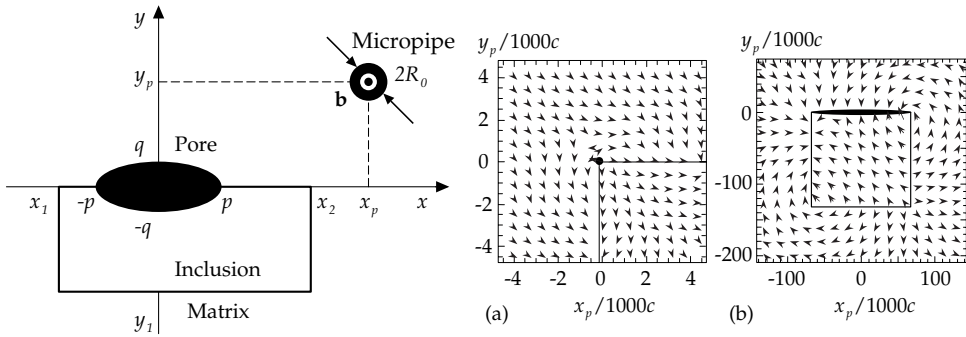 y
Micropipe
y_p
2R_0
b
q
Pore
x_1
-p
p
x_2
x_p
x
-q
Inclusion
Matrix
y_1
y_p/1000c
4
2
0
-2
-4
-4
-2
0
2
4
(a)
x_p/1000c
y_p/1000c
0
-100
-200
-100
0
100
(b)
x_p/1000c